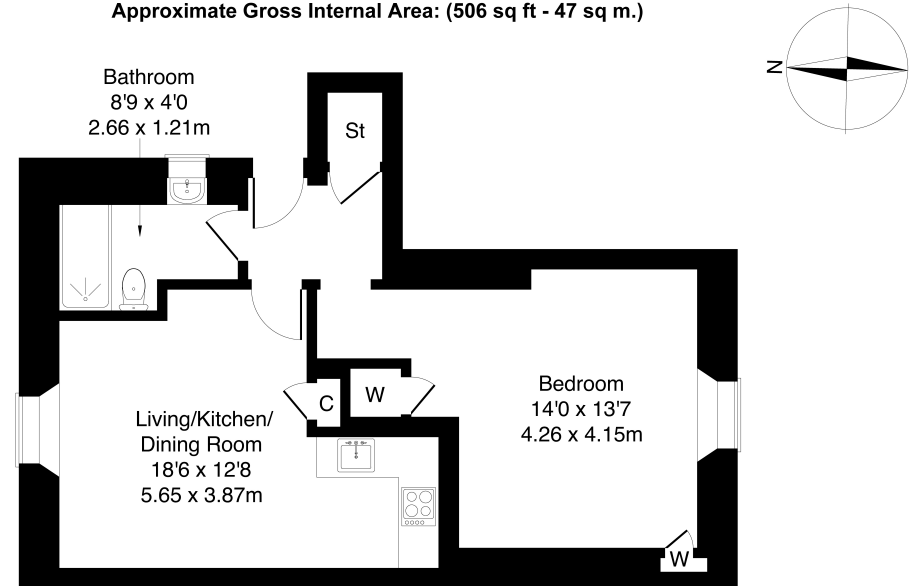 Approximate Gross Internal Area: (506 sq ft - 47 sq m.)
N
Bathroom
8'9 x 4'0
2.66 x 1.21m
St
Bedroom
14'0 x 13'7
4.26 x 4.15m
W
C
Living/Kitchen/
Dining Room
18'6 x 12'8
5.65 x 3.87m
W